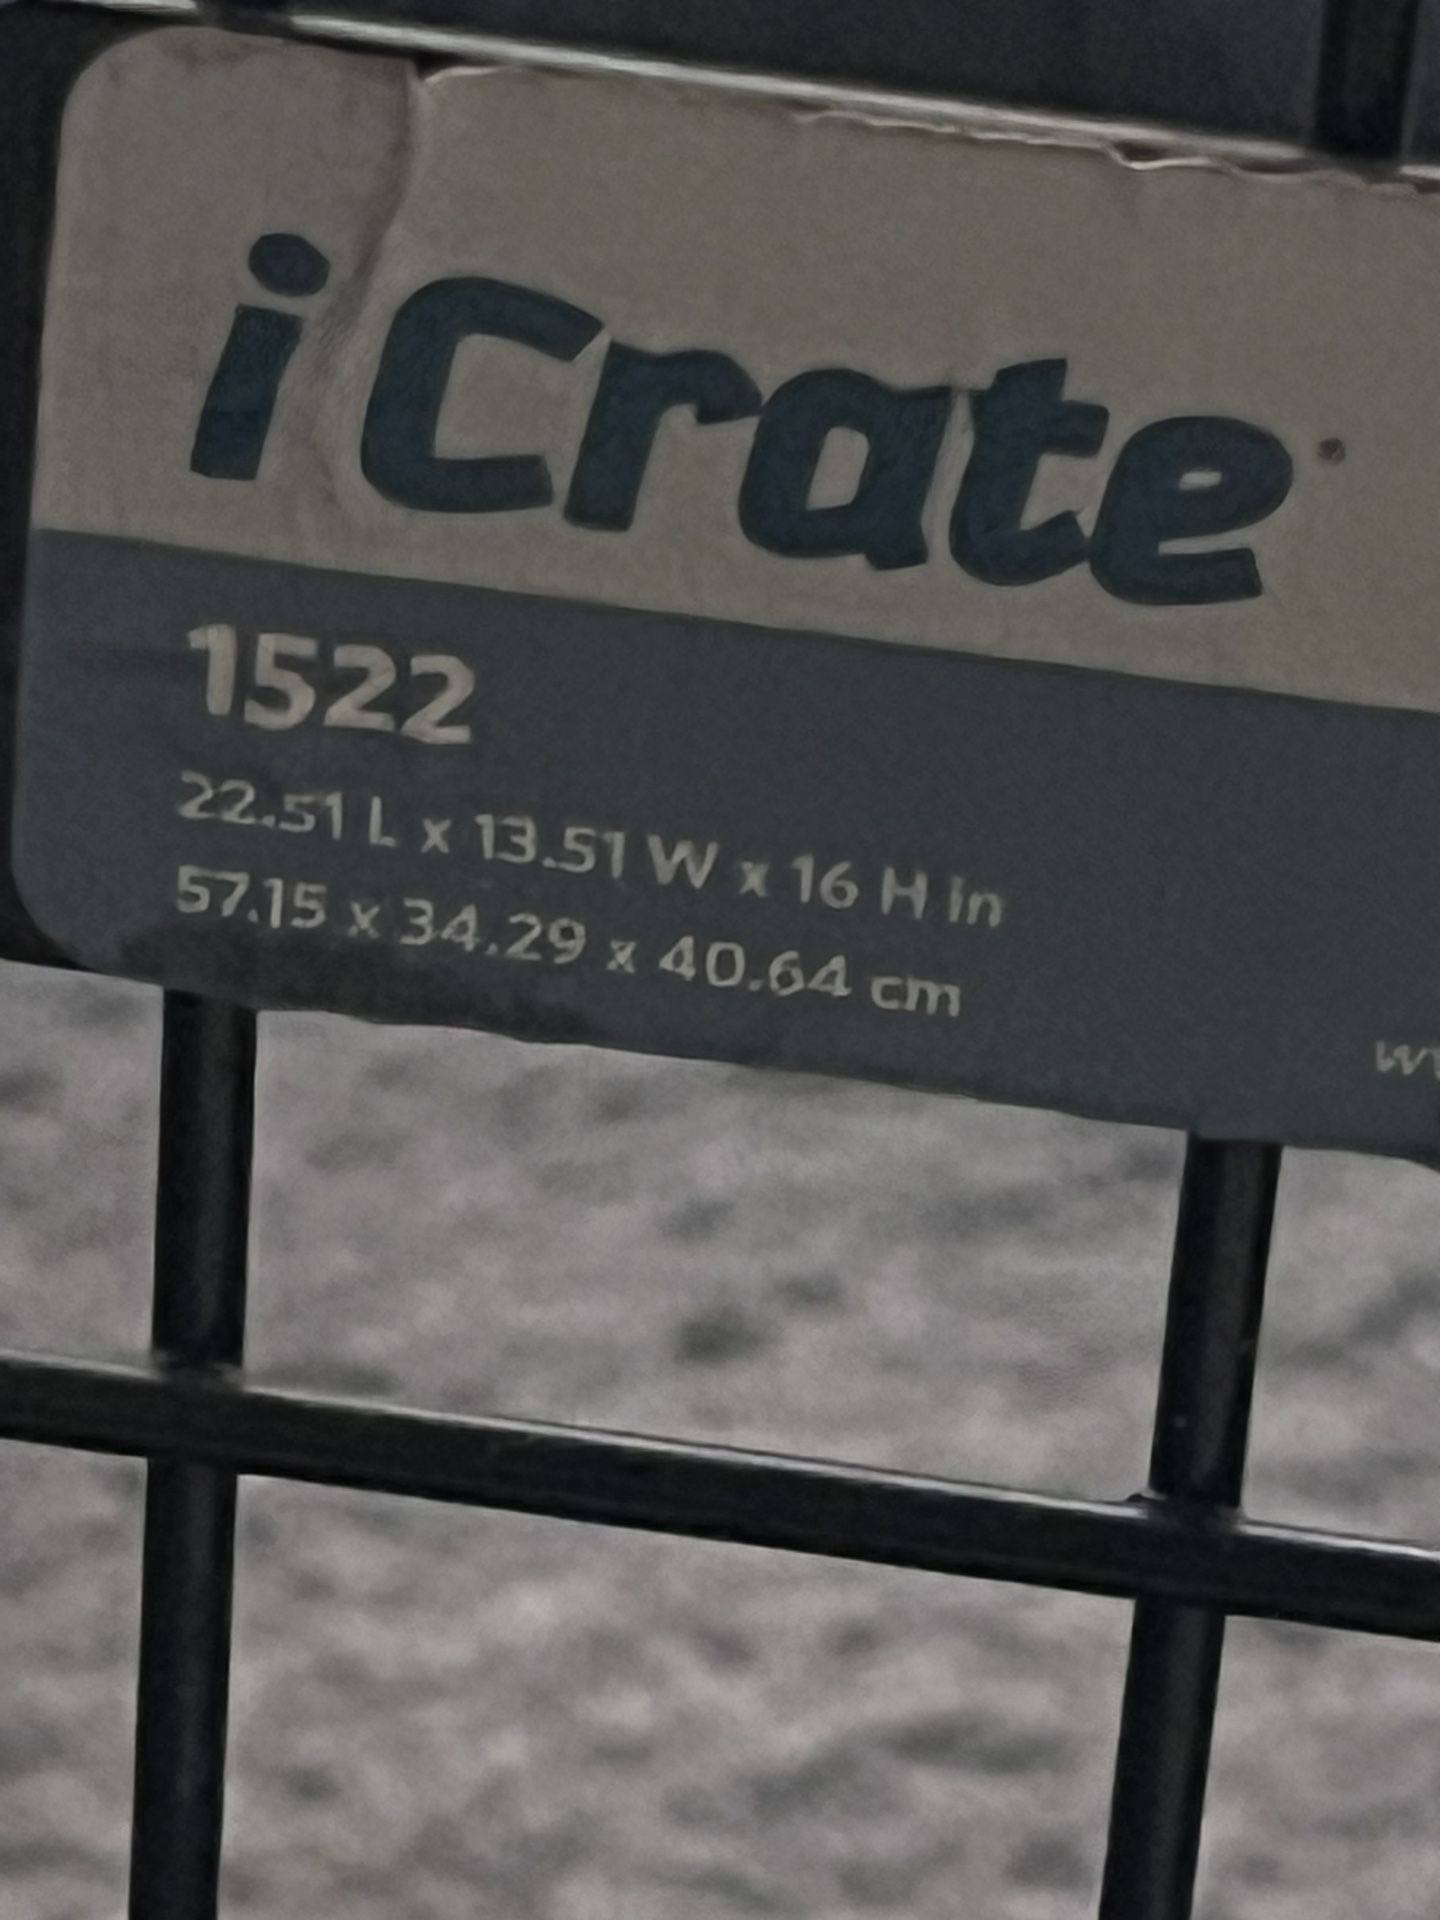 iCrate
1522
22.51 L x 13.51 W x 16 H in
57.15 x 34.29 x 40.64 cm